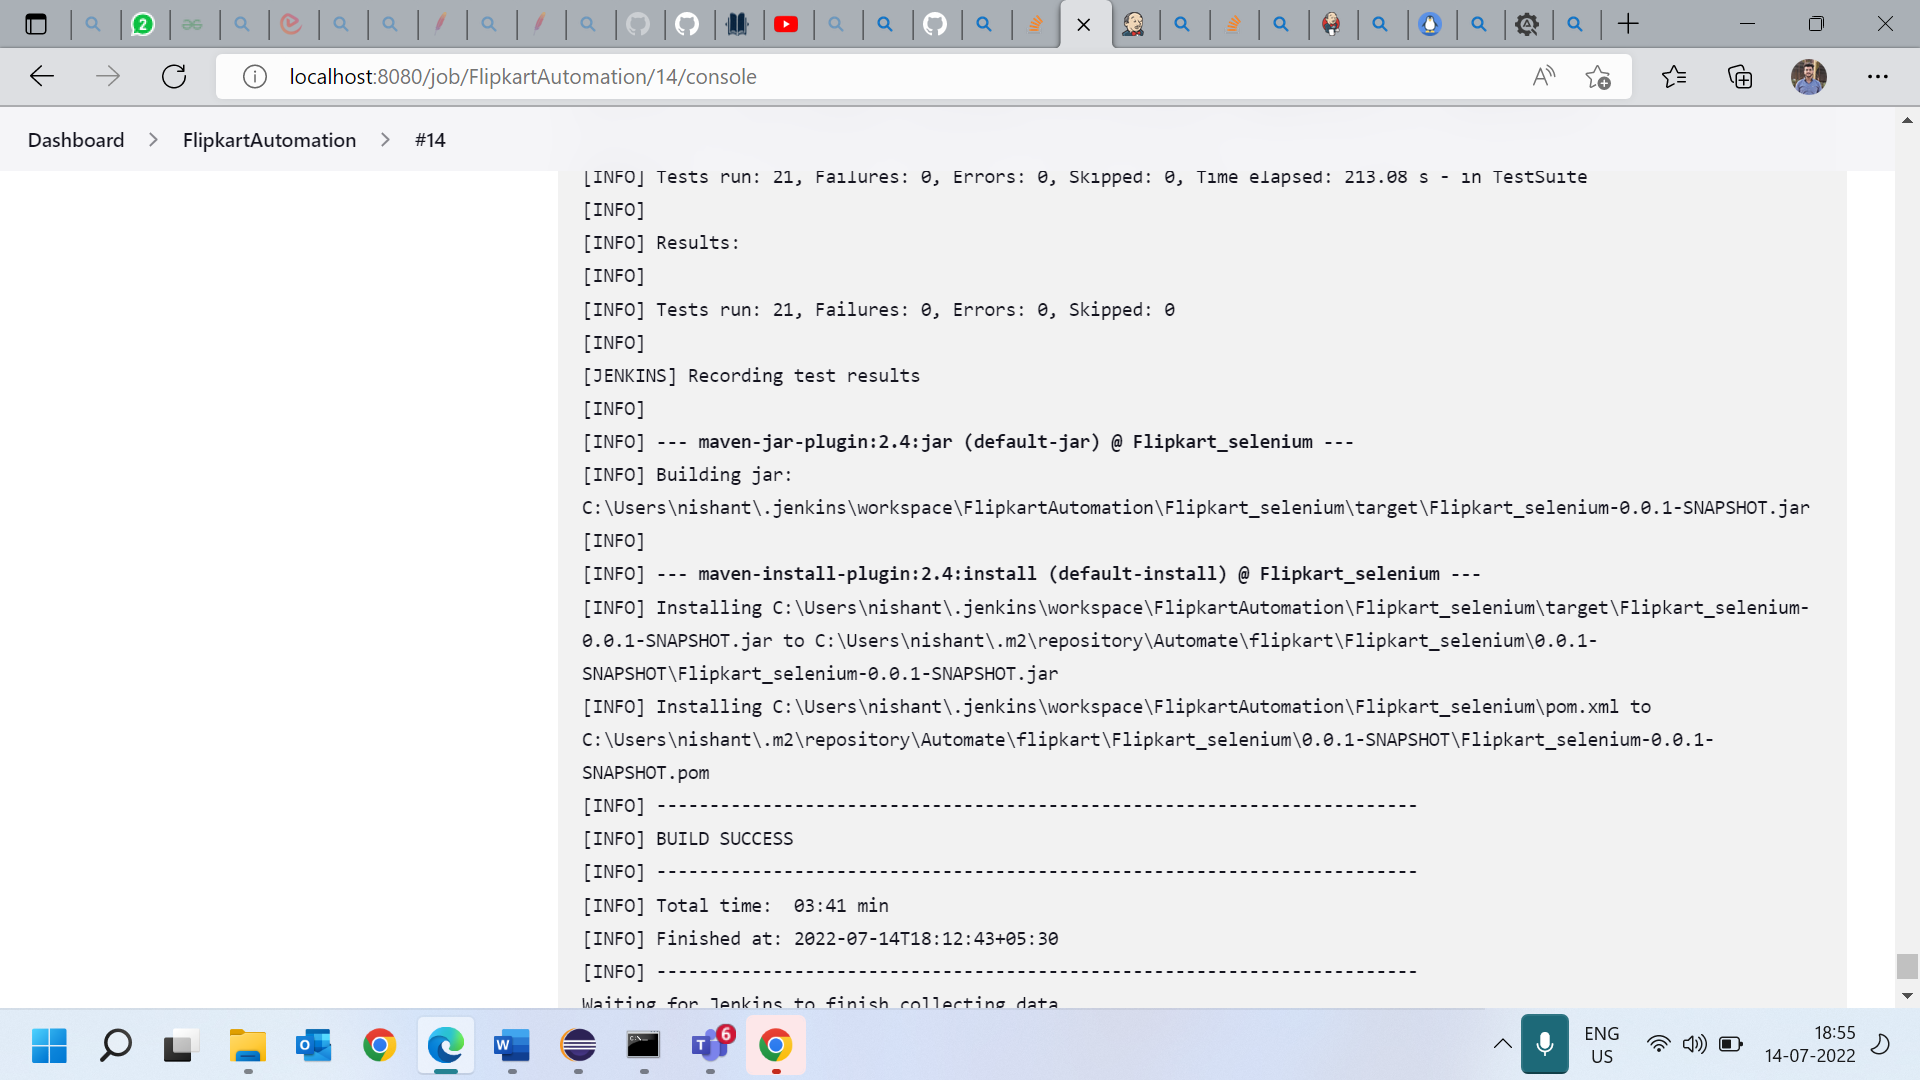 2
localhost:8080/job/FlipkartAutomation/14/console
Dashboard > FlipkartAutomation > #14
[INFO] Tests run: 21, Failures: 0, Errors: 0, Skipped: 0, Time elapsed: 213.08 s - in TestSuite
[INFO]
[INFO] Results:
[INFO]
[INFO] Tests run: 21, Failures: 0, Errors: 0, Skipped: 0
[INFO]
[JENKINS] Recording test results
[INFO]
[INFO] --- maven-jar-plugin:2.4:jar (default-jar) @ Flipkart_selenium ---
[INFO] Building jar:
C:\Users\nishant\.jenkins\workspace\FlipkartAutomation\Flipkart_selenium\target\Flipkart_selenium-0.0.1-SNAPSHOT.jar
[INFO]
[INFO] --- maven-install-plugin:2.4:install (default-install) @ Flipkart_selenium ---
[INFO] Installing C:\Users\nishant\.jenkins\workspace\FlipkartAutomation\Flipkart_selenium\target\Flipkart_selenium-
0.0.1-SNAPSHOT.jar to C:\Users\nishant\.m2\repository\Automate\flipkart\Flipkart_selenium\0.0.1-
SNAPSHOT\Flipkart_selenium-0.0.1-SNAPSHOT.jar
[INFO] Installing C:\Users\nishant\.jenkins\workspace\FlipkartAutomation\Flipkart_selenium\pom.xml to
C:\Users\nishant\.m2\repository\Automate\flipkart\Flipkart_selenium\0.0.1-SNAPSHOT\Flipkart_selenium-0.0.1-
SNAPSHOT.pom
[INFO] ------------------------------------------------------------------------
[INFO] BUILD SUCCESS
[INFO] ------------------------------------------------------------------------
[INFO] Total time:  03:41 min
[INFO] Finished at: 2022-07-14T18:12:43+05:30
[INFO] ------------------------------------------------------------------------
Waiting for Jenkins to finish collecting data
6
ENG
US
18:55
14-07-2022